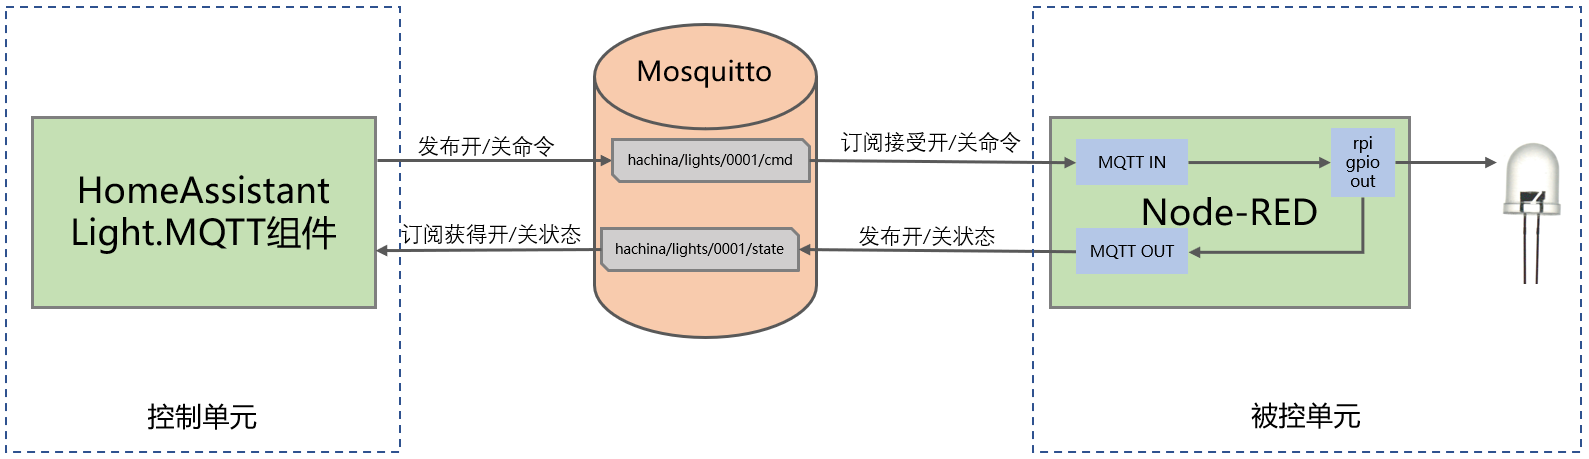 Mosquitto
发布开/关命令
hachina/lights/0001/cmd
订阅接受开/关命令
MQTT IN
rpi
gpio
out
HomeAssistant
Light.MQTT组件
Node-RED
订阅获得开/关状态
hachina/lights/0001/state
发布开/关状态
MQTT OUT
控制单元
被控单元